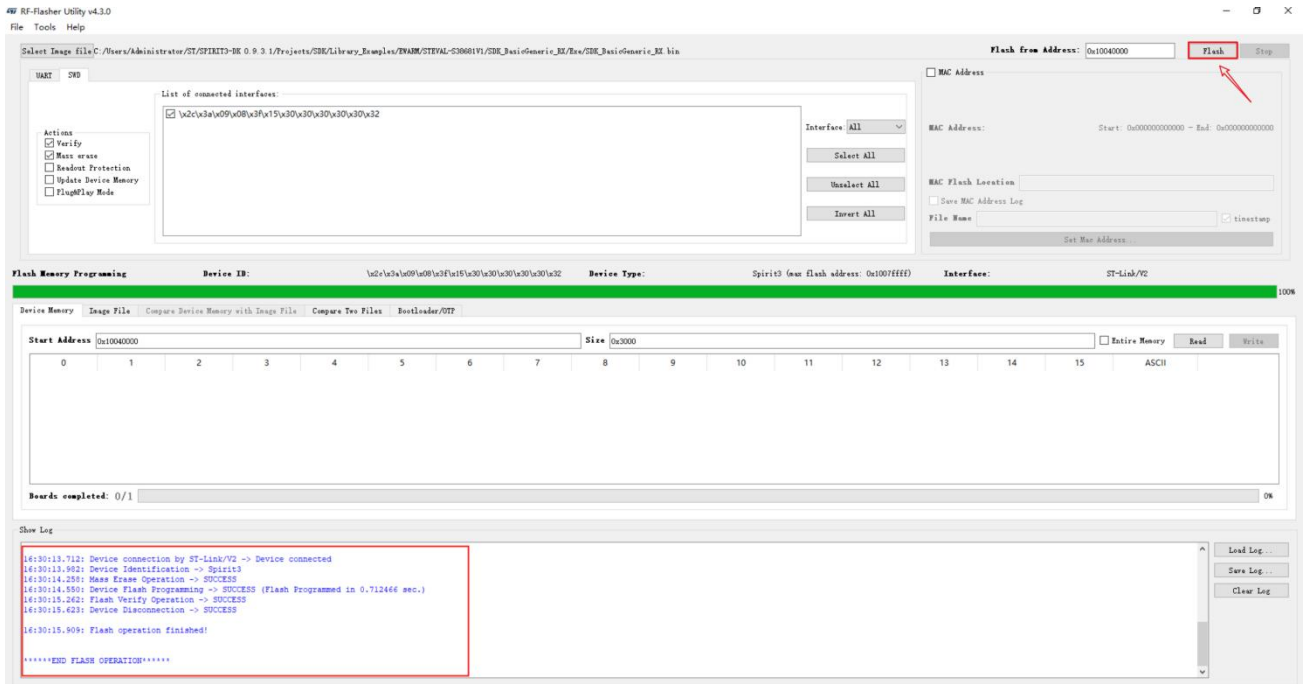 RF-Flasher Utility v4.3.0
File Tools Help
Select Image file C:/Users/Administrator/ST/SPIRIT3-DK 0.9.3.1/Projects/SDK/Library_Examples/EWARM/STEVAL-S38681V1/SDK_BasicGeneric_RX/Exe/SDK_BasicGeneric_RX.bin Flash from Address: 0x10040000 Flash Stop
UART SWD
MAC Address
List of connected interfaces:
\x2c\x3a\x09\x08\x3f\x15\x30\x30\x30\x30\x30\x32
Actions
Verify
Mass erase
Readout Protection
Update Device Memory
Plug&Play Mode
Interface: All
Select All
Unselect All
Invert All
MAC Address: Start: 0x000000000000 - End: 0x000000000000
MAC Flash Location
Save MAC Address Log
File Name timestamp
Set Mac Address...
Flash Memory Programming Device ID: \x2c\x3a\x09\x08\x3f\x15\x30\x30\x30\x30\x30\x32 Device Type: Spirit3 (max flash address: 0x1007ffff) Interface: ST-Link/V2
100%
Device Memory Image File Compare Device Memory with Image File Compare Two Files Bootloader/OTP
Start Address 0x10040000 Size 0x3000 Entire Memory Read Write
0 1 2 3 4 5 6 7 8 9 10 11 12 13 14 15 ASCII
Boards completed: 0/1 0%
Show Log
16:30:13.712: Device connection by ST-Link/V2 -> Device connected
16:30:13.982: Device Identification -> Spirit3
16:30:14.258: Mass Erase Operation -> SUCCESS
16:30:14.550: Device Flash Programming -> SUCCESS (Flash Programmed in 0.712466 sec.)
16:30:15.262: Flash Verify Operation -> SUCCESS
16:30:15.623: Device Disconnection -> SUCCESS
16:30:15.909: Flash operation finished!
******END FLASH OPERATION******
Load Log...
Save Log...
Clear Log